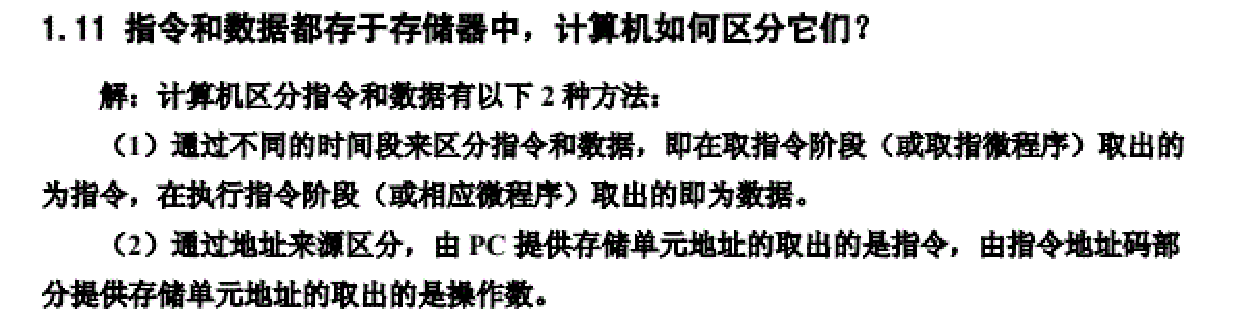 1.11 指令和数据都存于存储器中，计算机如何区分它们？
解：计算机区分指令和数据有以下 2 种方法：
（1）通过不同的时间段来区分指令和数据，即在取指令阶段（或取指微程序）取出的
为指令，在执行指令阶段（或相应微程序）取出的即为数据。
（2）通过地址来源区分，由 PC 提供存储单元地址的取出的是指令，由指令地址码部
分提供存储单元地址的取出的是操作数。